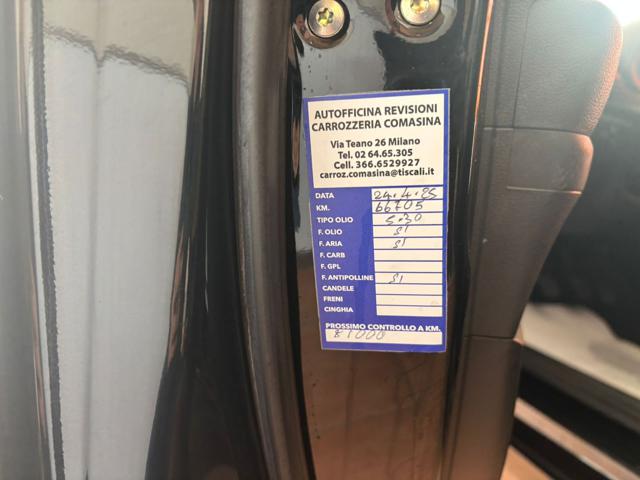 AUTOFFICINA REVISIONI
CARROZZERIA COMASINA
Via Teano 26 Milano
Tel. 02 64.65.305
Cell. 366.6529927
carroz.comasina@tiscali.it
DATA 24.4.25
KM. 66705
TIPO OLIO 5.30
F. OLIO SI
F. ARIA SI
F. CARB
F. GPL
F. ANTIPOLLINE SI
CANDELE
FRENI
CINGHIA
PROSSIMO CONTROLLO A KM.
81000